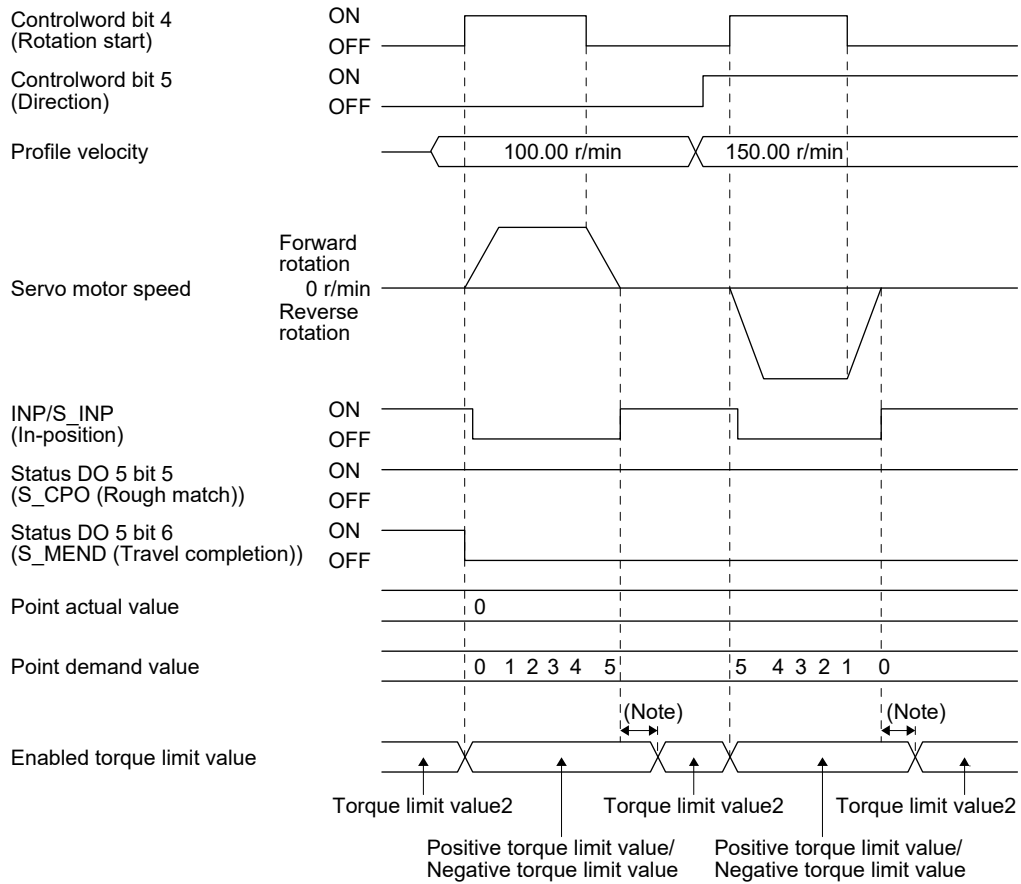 Controlword bit 4
(Rotation start)
ON
OFF
Controlword bit 5
(Direction)
ON
OFF
Profile velocity
100.00 r/min
150.00 r/min
Servo motor speed
Forward
rotation
0 r/min
Reverse
rotation
INP/S_INP
(In-position)
ON
OFF
Status DO 5 bit 5
(S_CPO (Rough match))
ON
OFF
Status DO 5 bit 6
(S_MEND (Travel completion))
ON
OFF
Point actual value
0
Point demand value
0 1 2 3 4 5
5 4 3 2 1 0
(Note)
(Note)
Enabled torque limit value
Torque limit value2
Torque limit value2
Torque limit value2
Positive torque limit value/
Negative torque limit value
Positive torque limit value/
Negative torque limit value